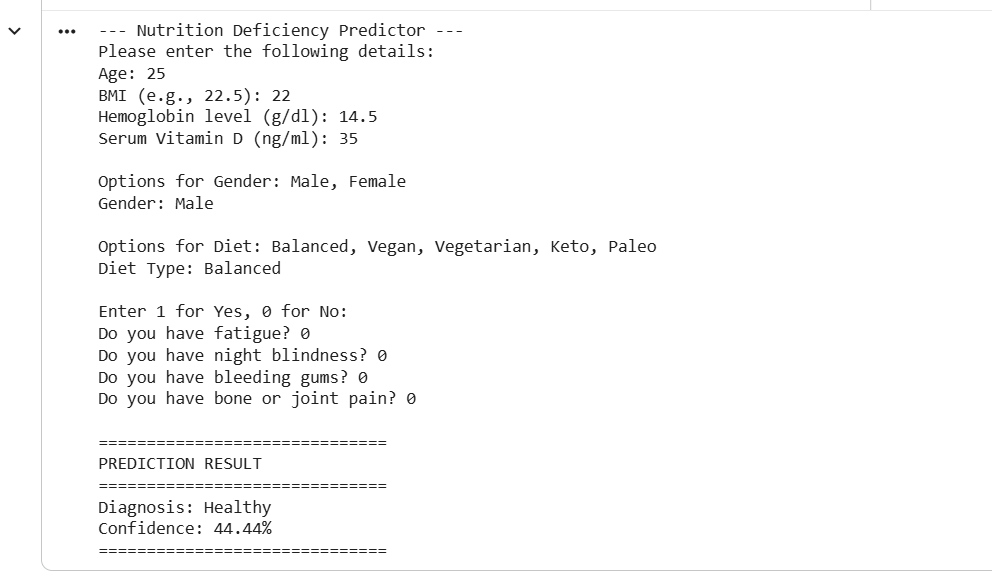 --- Nutrition Deficiency Predictor ---
Please enter the following details:
Age: 25
BMI (e.g., 22.5): 22
Hemoglobin level (g/dl): 14.5
Serum Vitamin D (ng/ml): 35
Options for Gender: Male, Female
Gender: Male
Options for Diet: Balanced, Vegan, Vegetarian, Keto, Paleo
Diet Type: Balanced
Enter 1 for Yes, 0 for No:
Do you have fatigue? 0
Do you have night blindness? 0
Do you have bleeding gums? 0
Do you have bone or joint pain? 0
==============================
PREDICTION RESULT
==============================
Diagnosis: Healthy
Confidence: 44.44%
==============================